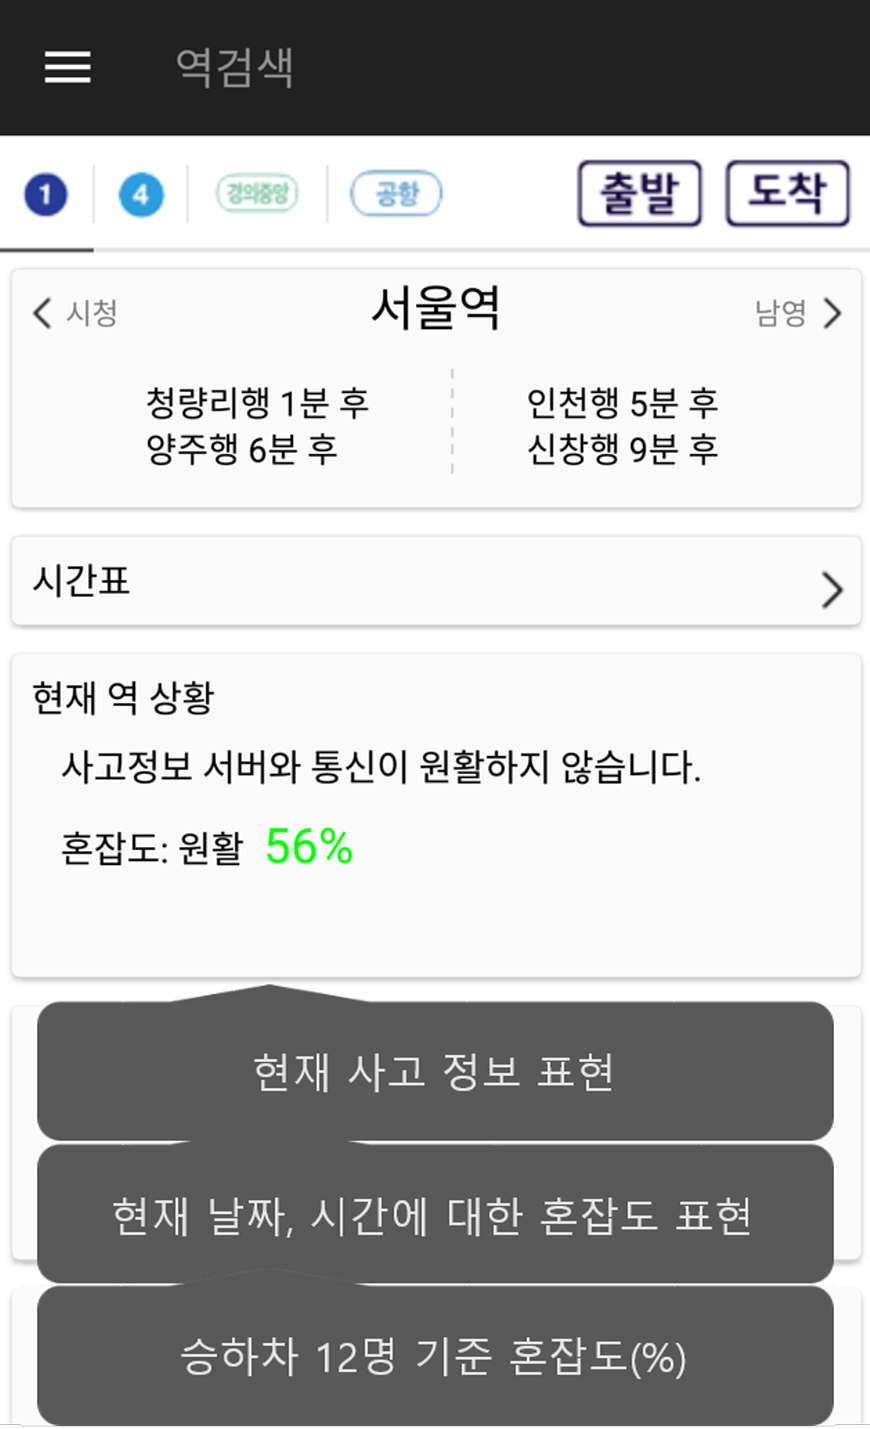 역검색
1 4 경의중앙 공항 출발 도착
시청 서울역 남영
청량리행 1분 후 인천행 5분 후
양주행 6분 후 신창행 9분 후
시간표
현재 역 상황
사고정보 서버와 통신이 원활하지 않습니다.
혼잡도: 원활 56%
현재 사고 정보 표현
현재 날짜, 시간에 대한 혼잡도 표현
승하차 12명 기준 혼잡도(%)